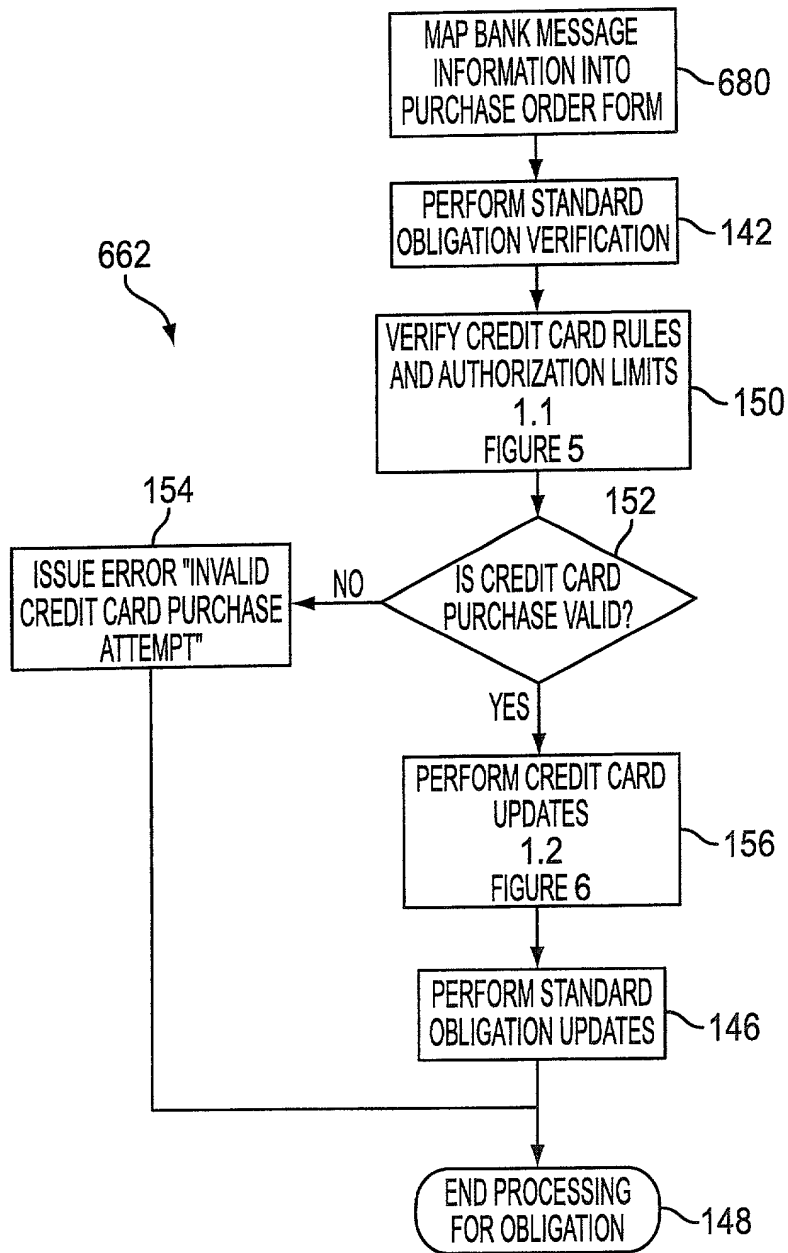 MAP BANK MESSAGE
INFORMATION INTO
PURCHASE ORDER FORM
680
PERFORM STANDARD
OBLIGATION VERIFICATION
142
662
VERIFY CREDIT CARD RULES
AND AUTHORIZATION LIMITS
1.1
FIGURE 5
150
154
152
ISSUE ERROR "INVALID
CREDIT CARD PURCHASE
ATTEMPT"
NO
IS CREDIT CARD
PURCHASE VALID?
YES
PERFORM CREDIT CARD
UPDATES
1.2
FIGURE 6
156
PERFORM STANDARD
OBLIGATION UPDATES
146
END PROCESSING
FOR OBLIGATION
148